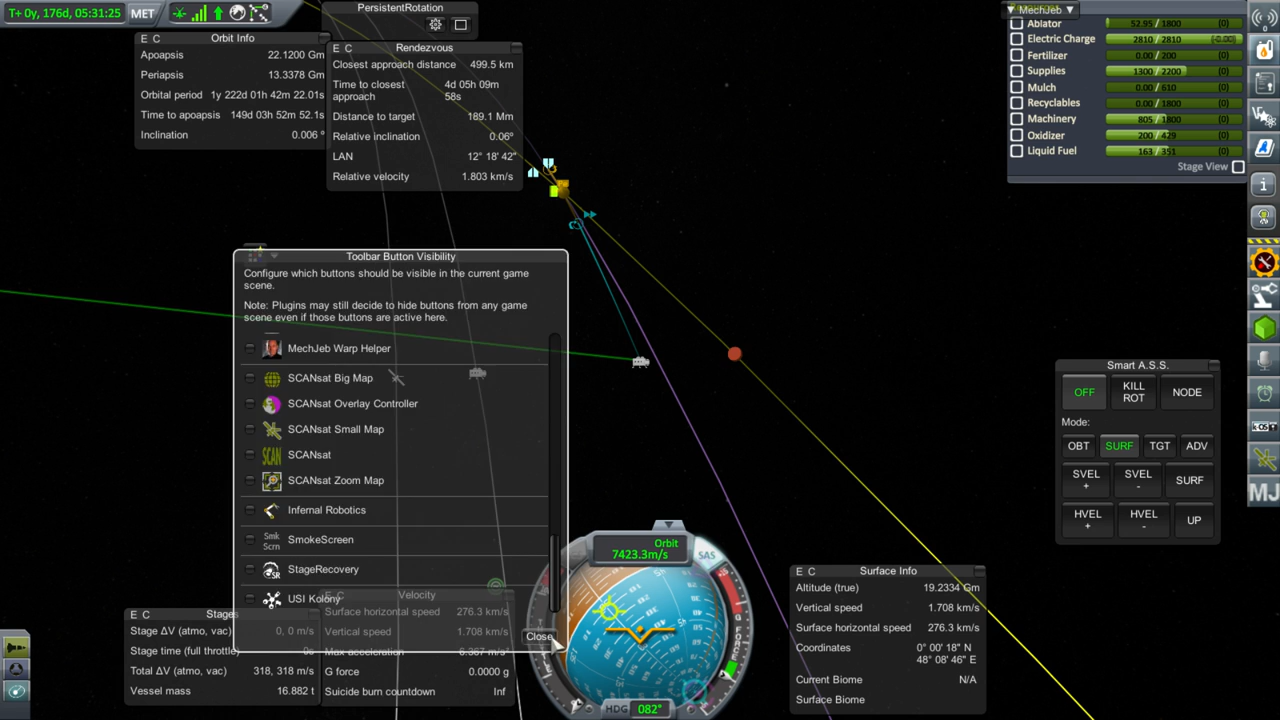 T+ 0y, 176d, 05:31:25 MET
PersistentRotation
E C Orbit Info
Apoapsis 22.1200 Gm
Periapsis 13.3378 Gm
Orbital period 1y 222d 01h 42m 22.01s
Time to apoapsis 149d 03h 52m 52.1s
Inclination 0.006 º
E C Rendezvous
Closest approach distance 499.5 km
Time to closest approach 4d 05h 09m 58s
Distance to target 189.1 Mm
Relative inclination 0.06º
LAN 12° 18' 42"
Relative velocity 1.803 km/s
▼ MechJeb ▼
Ablator 52.95 / 1800 (0)
Electric Charge 2810 / 2810 (-0.00)
Fertilizer 0.00 / 200 (0)
Supplies 1300 / 2200 (0)
Mulch 0.00 / 610 (0)
Recyclables 0.00 / 1800 (0)
Machinery 805 / 1800 (0)
Oxidizer 200 / 429 (0)
Liquid Fuel 163 / 351 (0)
Stage View
Toolbar Button Visibility
Configure which buttons should be visible in the current game
scene.
Note: Plugins may still decide to hide buttons from any game
scene even if those buttons are active here.
MechJeb Warp Helper
SCANsat Big Map
SCANsat Overlay Controller
SCANsat Small Map
SCAN SCANsat
SCANsat Zoom Map
Infernal Robotics
Smk Scrn SmokeScreen
SR StageRecovery
USI Kolony
Close
E C Stages
Stage ΔV (atmo, vac) 0, 0 m/s
Stage time (full throttle) 0s
Total ΔV (atmo, vac) 318, 318 m/s
Vessel mass 16.882 t
E C Velocity
Surface horizontal speed 276.3 km/s
Vertical speed 1.708 km/s
Max acceleration
G force 0.0000 g
Suicide burn countdown Inf
Orbit
7423.3m/s
SAS
G FORCE
HDG 082°
E C Surface Info
Altitude (true) 19.2334 Gm
Vertical speed 1.708 km/s
Surface horizontal speed 276.3 km/s
Coordinates 0° 00' 18" N
48° 08' 46" E
Current Biome N/A
Surface Biome
Smart A.S.S.
OFF KILL ROT NODE
Mode:
OBT SURF TGT ADV
SVEL + SVEL - SURF
HVEL + HVEL - UP
kOS
MJ